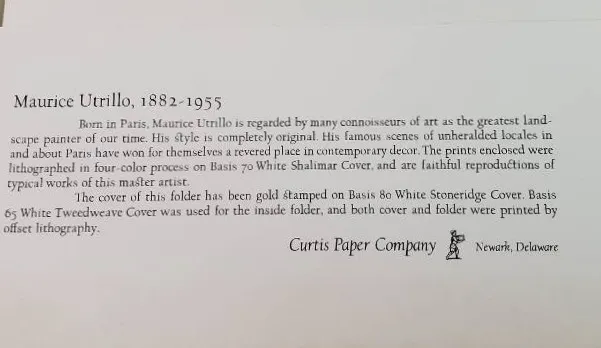 Maurice Utrillo, 1882-1955
Born in Paris, Maurice Utrillo is regarded by many connoisseurs of art as the greatest land-
scape painter of our time. His style is completely original. His famous scenes of unheralded locales in
and about Paris have won for themselves a revered place in contemporary decor. The prints enclosed were
lithographed in four-color process on Basis 70 White Shalimar Cover, and are faithful reproductions of
typical works of this master artist.
The cover of this folder has been gold stamped on Basis 80 White Stoneridge Cover. Basis
65 White Tweedweave Cover was used for the inside folder, and both cover and folder were printed by
offset lithography.
Curtis Paper Company Newark, Delaware